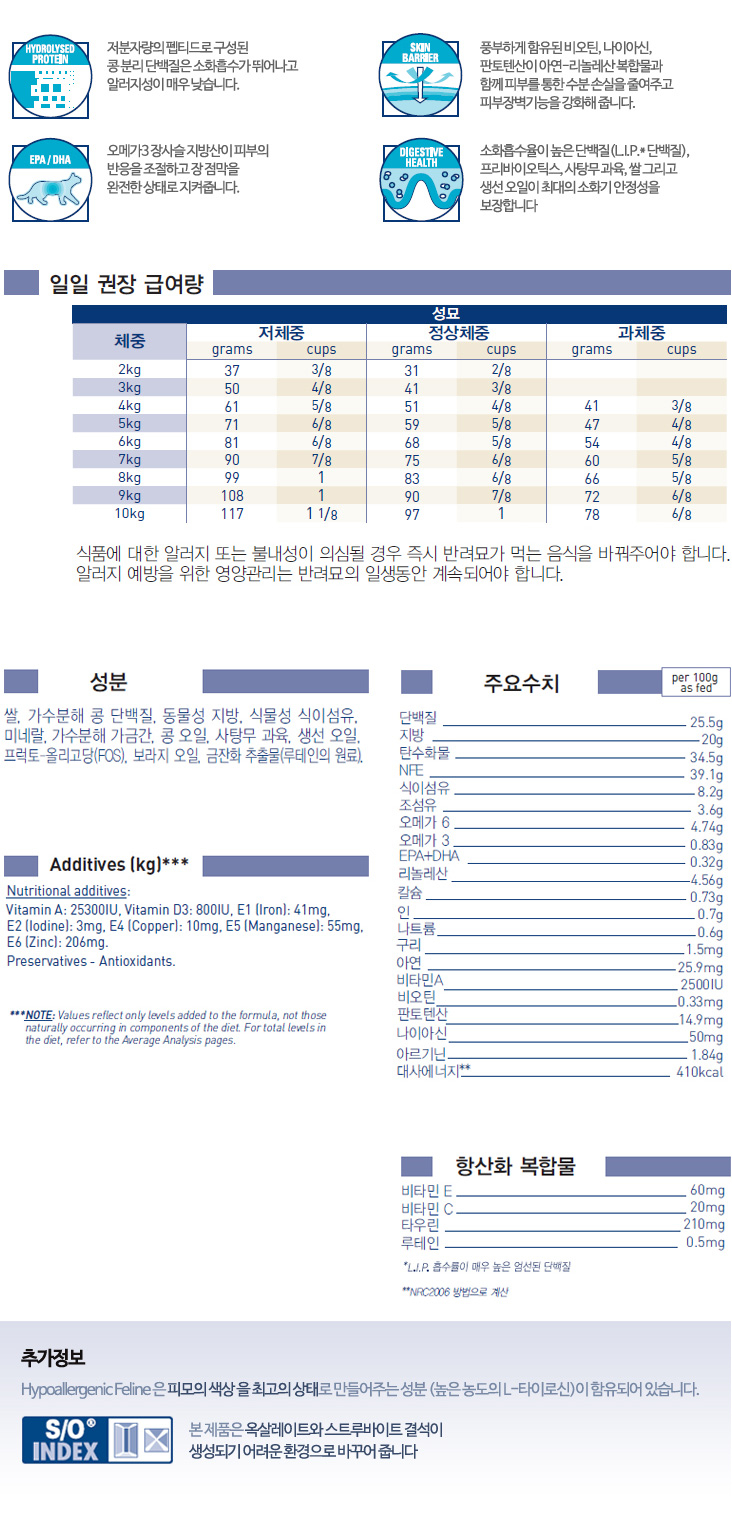 HYDROLYSED
PROTEIN
저분자량의 펩티드로 구성된
콩 분리 단백질은 소화흡수가 뛰어나고
알러지성이 매우 낮습니다.
SKIN
BARRIER
풍부하게 함유된 비오틴, 나이아신,
판토텐산이 아연-리놀레산 복합물과
함께 피부를 통한 수분 손실을 줄여주고
피부장벽기능을 강화해 줍니다.
EPA / DHA
오메가3 장사슬 지방산이 피부의
반응을 조절하고 장 점막을
완전한 상태로 지켜줍니다.
DIGESTIVE
HEALTH
소화흡수율이 높은 단백질 (L.I.P.* 단백질),
프리바이오틱스, 사탕무 과육, 쌀 그리고
생선 오일이 최대의 소화기 안정성을
보장합니다
일일 권장 급여량
성묘
체중 저체중 정상체중 과체중
grams cups grams cups grams cups
2kg 37 3/8 31 2/8
3kg 50 4/8 41 3/8
4kg 61 5/8 51 4/8 41 3/8
5kg 71 6/8 59 5/8 47 4/8
6kg 81 6/8 68 5/8 54 4/8
7kg 90 7/8 75 6/8 60 5/8
8kg 99 1 83 6/8 66 5/8
9kg 108 1 90 7/8 72 6/8
10kg 117 1 1/8 97 1 78 6/8
식품에 대한 알러지 또는 불내성이 의심될 경우 즉시 반려묘가 먹는 음식을 바꿔주어야 합니다.
알러지 예방을 위한 영양관리는 반려묘의 일생동안 계속되어야 합니다.
성분
쌀, 가수분해 콩 단백질, 동물성 지방, 식물성 식이섬유,
미네랄, 가수분해 가금간, 콩 오일, 사탕무 과육, 생선 오일,
프럭토-올리고당(FOS), 보라지 오일, 금잔화 추출물(루테인의 원료).
Additives (kg)***
Nutritional additives:
Vitamin A: 25300IU, Vitamin D3: 800IU, E1 (Iron): 41mg,
E2 (Iodine): 3mg, E4 (Copper): 10mg, E5 (Manganese): 55mg,
E6 (Zinc): 206mg.
Preservatives - Antioxidants.
***NOTE: Values reflect only levels added to the formula, not those
naturally occurring in components of the diet. For total levels in
the diet, refer to the Average Analysis pages.
주요수치
per 100g
as fed
단백질 25.5g
지방 20g
탄수화물 34.5g
NFE 39.1g
식이섬유 8.2g
조섬유 3.6g
오메가 6 4.74g
오메가 3 0.83g
EPA+DHA 0.32g
리놀레산 4.56g
칼슘 0.73g
인 0.7g
나트륨 0.6g
구리 1.5mg
아연 25.9mg
비타민A 2500IU
비오틴 0.33mg
판토텐산 14.9mg
나이아신 50mg
아르기닌 1.84g
대사에너지** 410kcal
항산화 복합물
비타민 E 60mg
비타민 C 20mg
타우린 210mg
루테인 0.5mg
*L.I.P. 흡수률이 매우 높은 엄선된 단백질
**NRC2006 방법으로 계산
추가정보
Hypoallergenic Feline 은 피모의 색상 을 최고의 상태로 만들어주는 성분 (높은 농도의 L-타이로신)이 함유되어 있습니다.
S/O®
INDEX
본 제품은 옥살레이트와 스트루바이트 결석이
생성되기 어려운 환경으로 바꾸어 줍니다